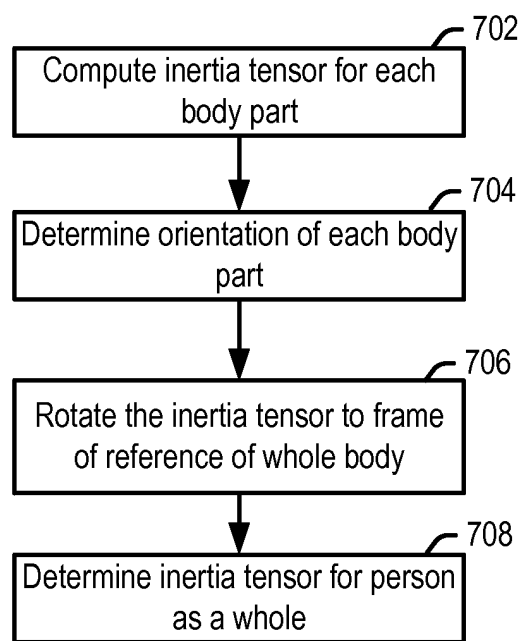 702
Compute inertia tensor for each
body part
704
Determine orientation of each body
part
706
Rotate the inertia tensor to frame
of reference of whole body
708
Determine inertia tensor for person
as a whole